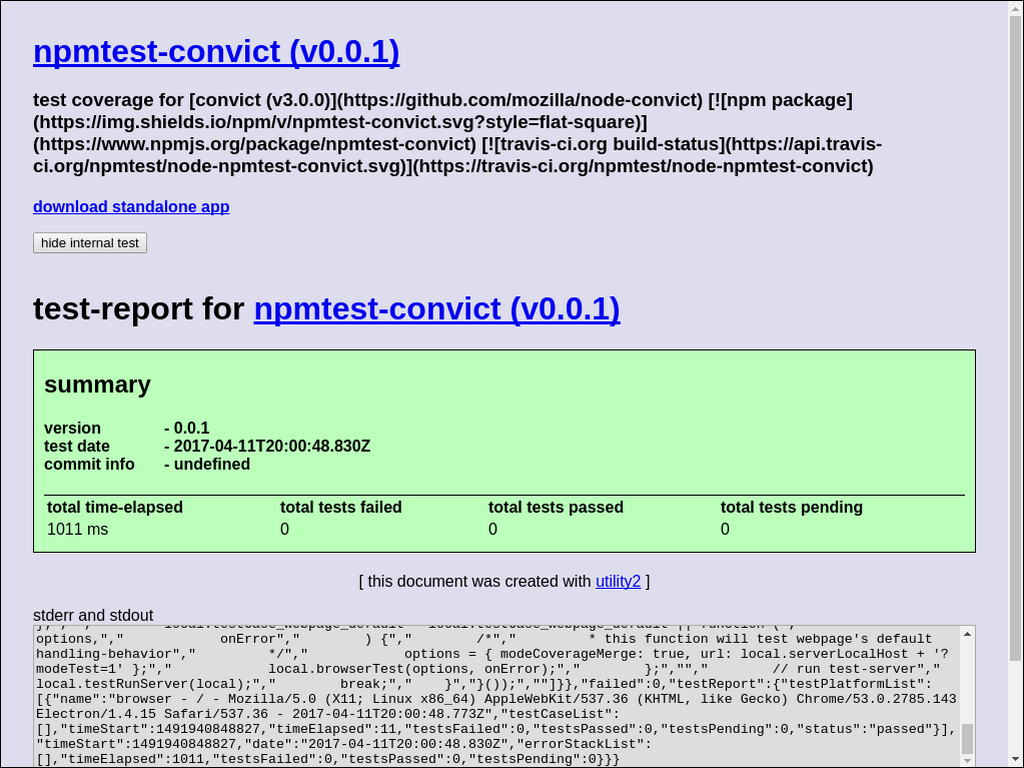 npmtest-convict (v0.0.1)
test coverage for [convict (v3.0.0)](https://github.com/mozilla/node-convict) [![npm package]
(https://img.shields.io/npm/v/npmtest-convict.svg?style=flat-square)]
(https://www.npmjs.org/package/npmtest-convict) [![travis-ci.org build-status](https://api.travis-
ci.org/npmtest/node-npmtest-convict.svg)](https://travis-ci.org/npmtest/node-npmtest-convict)
download standalone app
hide internal test
test-report for npmtest-convict (v0.0.1)
summary
version - 0.0.1
test date - 2017-04-11T20:00:48.830Z
commit info - undefined
total time-elapsed total tests failed total tests passed total tests pending
1011 ms 0 0 0
[ this document was created with utility2 ]
stderr and stdout
options,"," onError"," ) {"," /*"," * this function will test webpage's default
handling-behavior"," */"," options = { modeCoverageMerge: true, url: local.serverLocalHost + '?
modeTest=1' };"," local.browserTest(options, onError);"," };",""," // run test-server","
local.testRunServer(local);"," break;"," }","}());",""]}},"failed":0,"testReport":{"testPlatformList":
[{"name":"browser - / - Mozilla/5.0 (X11; Linux x86_64) AppleWebKit/537.36 (KHTML, like Gecko) Chrome/53.0.2785.143
Electron/1.4.15 Safari/537.36 - 2017-04-11T20:00:48.773Z","testCaseList":
[],"timeStart":1491940848827,"timeElapsed":11,"testsFailed":0,"testsPassed":0,"testsPending":0,"status":"passed"}],
"timeStart":1491940848827,"date":"2017-04-11T20:00:48.830Z","errorStackList":
[],"timeElapsed":1011,"testsFailed":0,"testsPassed":0,"testsPending":0}}}